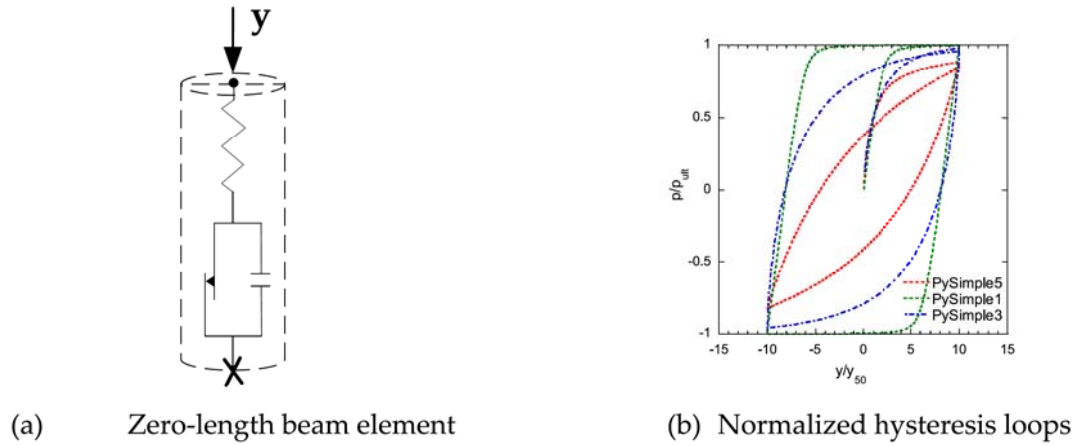 y
1
0.5
0
-0.5
-1
p/p_ult
-15 -10 -5 0 5 10 15
y/y_50
PySimple5
PySimple1
PySimple3
(a) Zero-length beam element
(b) Normalized hysteresis loops